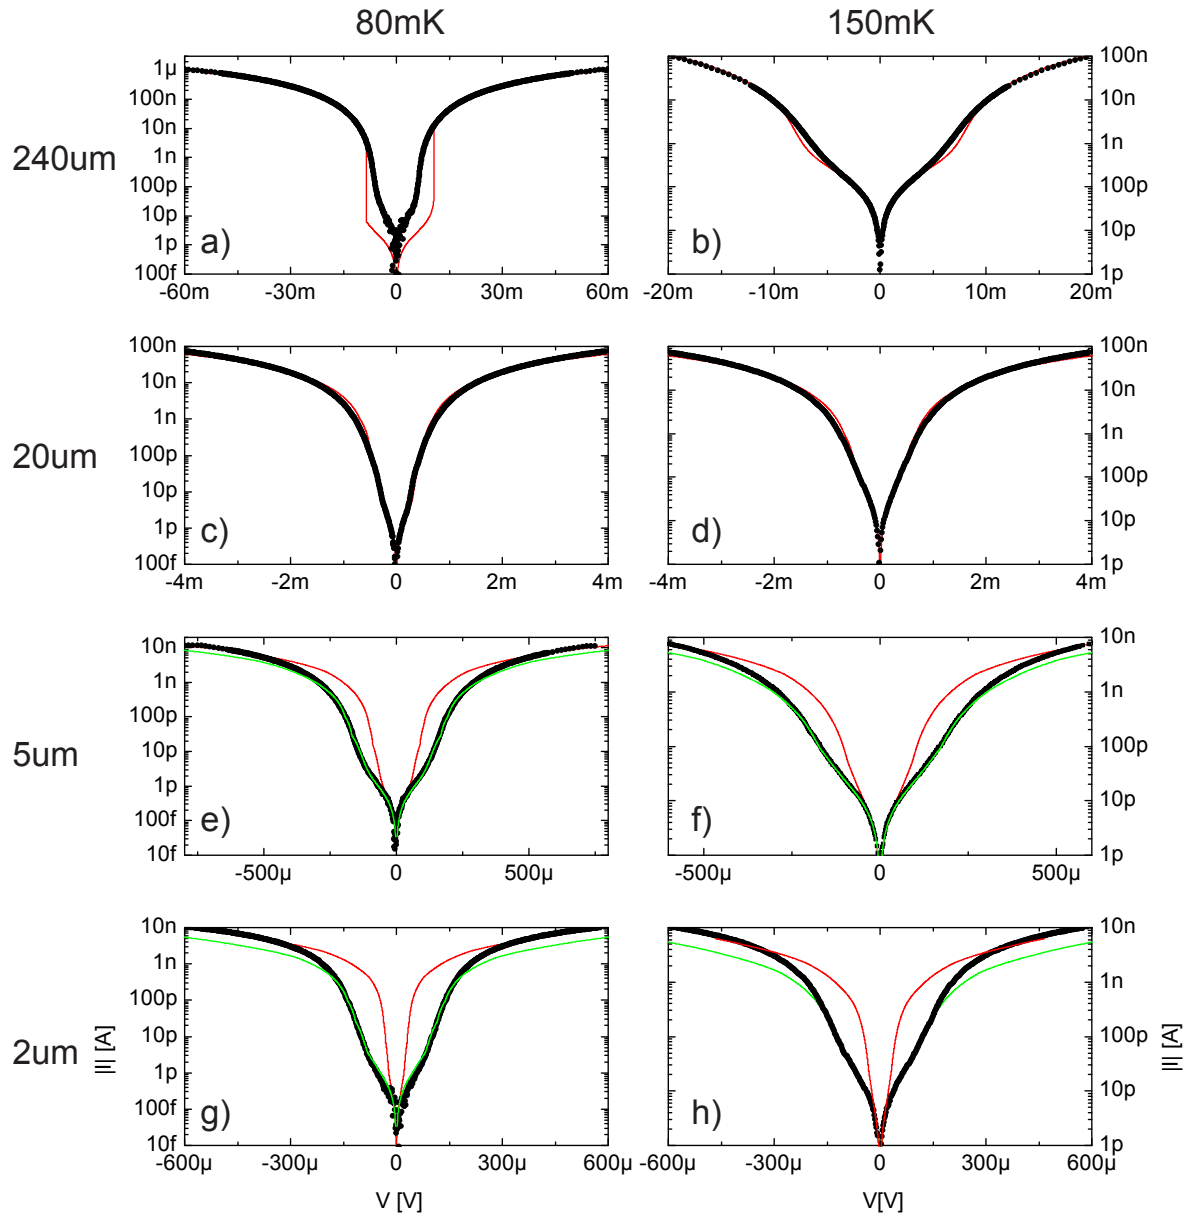 80mK 150mK
240um
1µ
100n
10n
1n
100p
10p
1p
100f
a)
-60m -30m 0 30m 60m
100n
10n
1n
100p
10p
1p
b)
-20m -10m 0 10m 20m
20um
100n
10n
1n
100p
10p
1p
100f
c)
-4m -2m 0 2m 4m
100n
10n
1n
100p
10p
1p
d)
-4m -2m 0 2m 4m
5um
10n
1n
100p
10p
1p
100f
10f
e)
-500µ 0 500µ
10n
1n
100p
10p
1p
f)
-500µ 0 500µ
2um
|I| [A]
10n
1n
100p
10p
1p
100f
10f
g)
-600µ -300µ 0 300µ 600µ
V [V]
10n
1n
100p
10p
1p
|I| [A]
h)
-600µ -300µ 0 300µ 600µ
V[V]